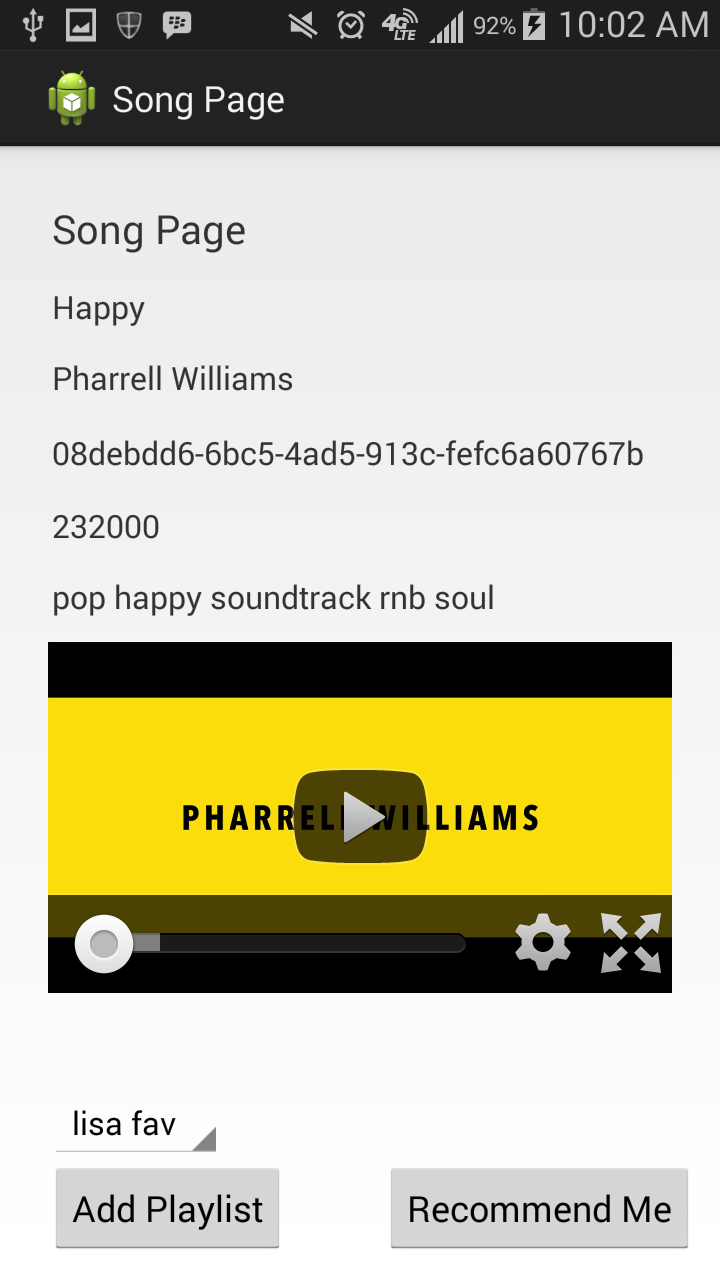 4G LTE 92% 10:02 AM
Song Page
Song Page
Happy
Pharrell Williams
08debdd6-6bc5-4ad5-913c-fefc6a60767b
232000
pop happy soundtrack rnb soul
PHARRELL WILLIAMS
lisa fav
Add Playlist Recommend Me